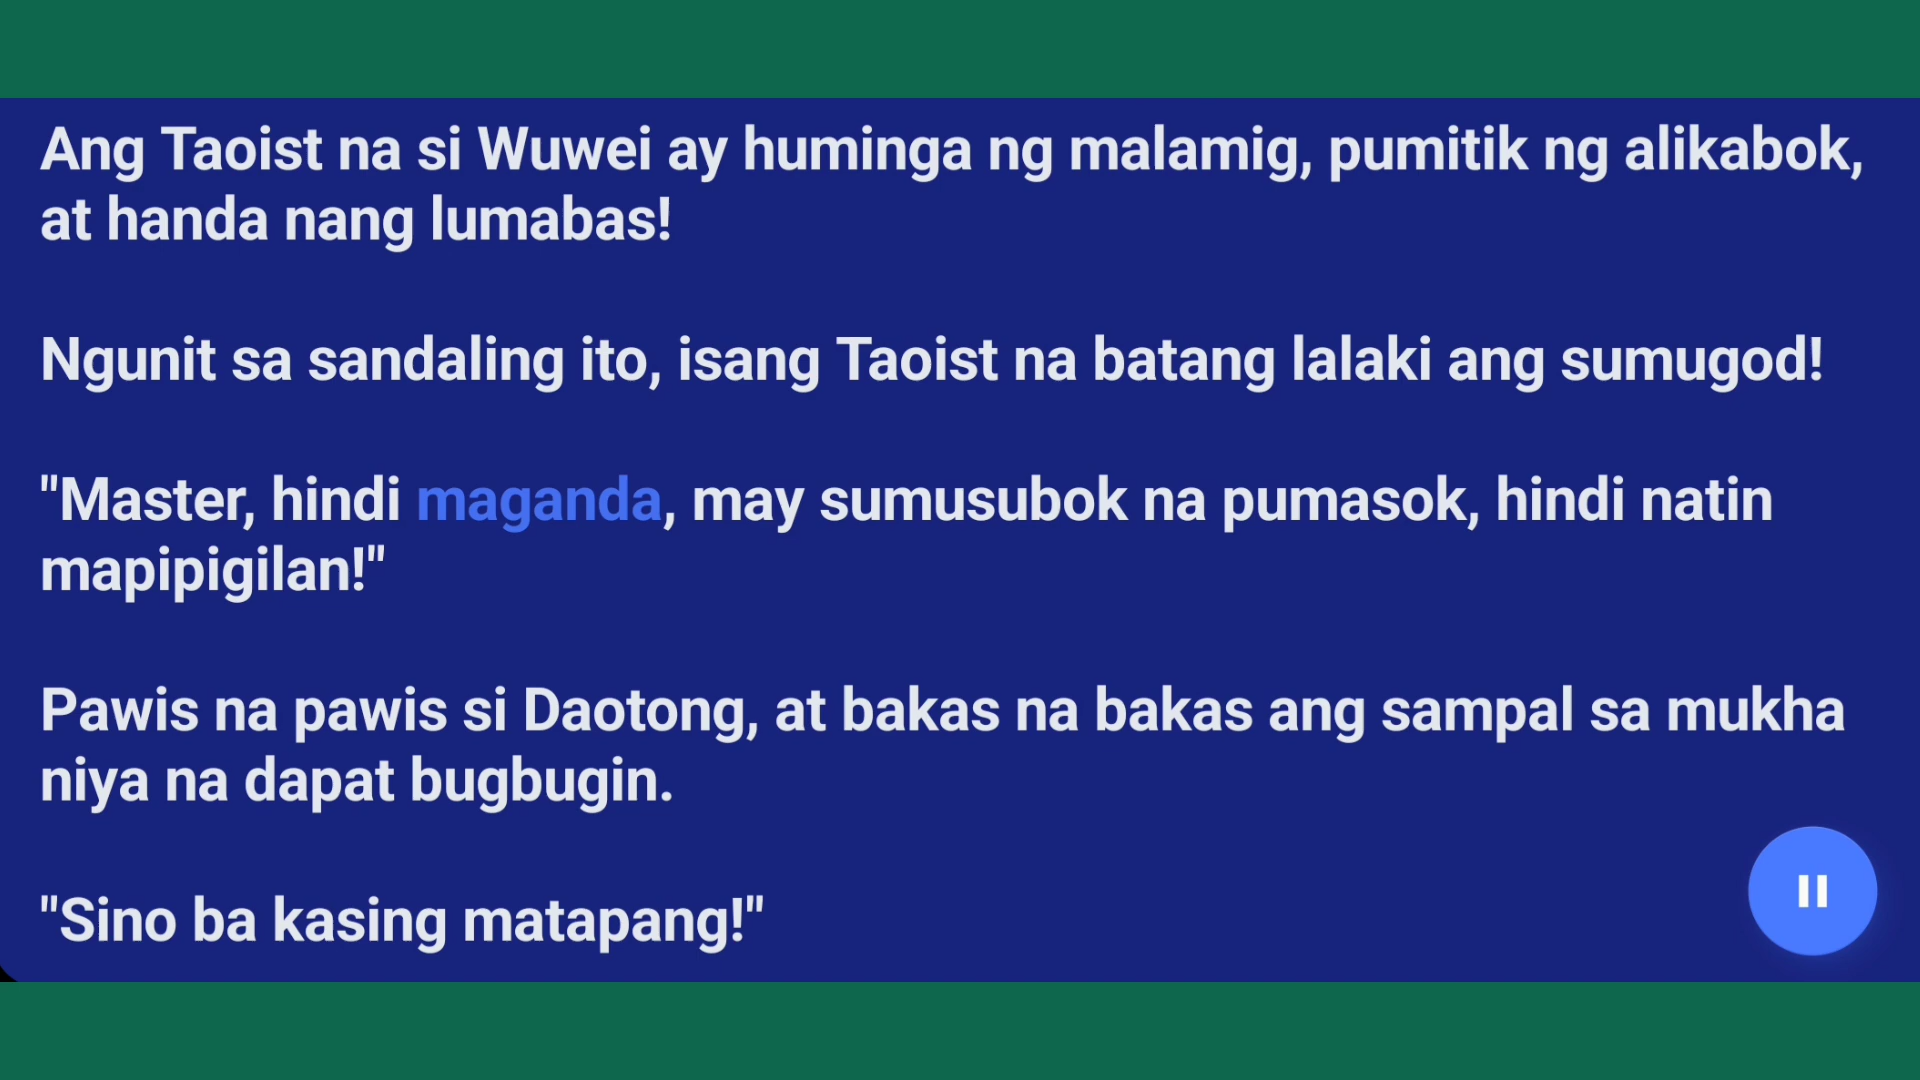 Ang Taoist na si Wuwei ay huminga ng malamig, pumitik ng alikabok,
at handa nang lumabas!
Ngunit sa sandaling ito, isang Taoist na batang lalaki ang sumugod!
"Master, hindi maganda, may sumusubok na pumasok, hindi natin
mapipigilan!"
Pawis na pawis si Daotong, at bakas na bakas ang sampal sa mukha
niya na dapat bugbugin.
"Sino ba kasing matapang!"